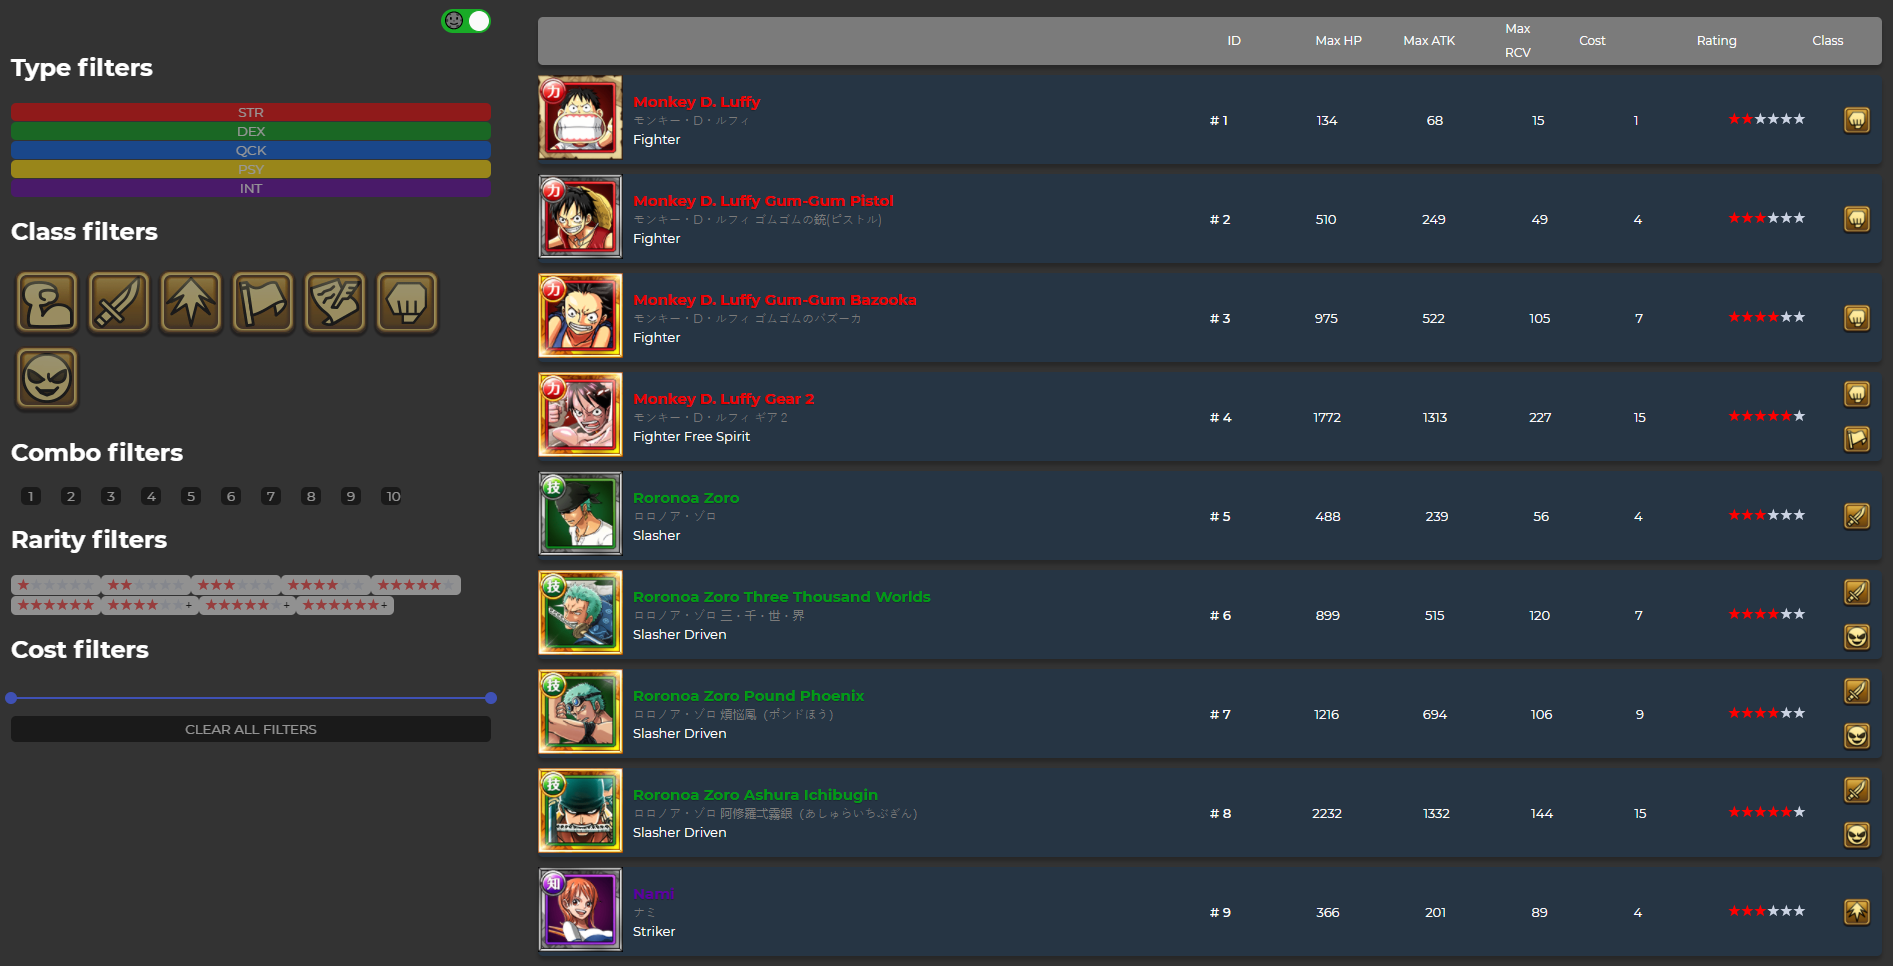 Type filters
STR
DEX
QCK
PSY
INT
Class filters
Combo filters
1 2 3 4 5 6 7 8 9 10
Rarity filters
★★★★★★ ★★★★★★ ★★★★★★ ★★★★★★ ★★★★★★
★★★★★★ ★★★★★★+ ★★★★★★+ ★★★★★★+
Cost filters
CLEAR ALL FILTERS
ID Max HP Max ATK Max RCV Cost Rating Class
力
Monkey D. Luffy
モンキー・D・ルフィ
Fighter
# 1 134 68 15 1 ★★★★★★
力
Monkey D. Luffy Gum-Gum Pistol
モンキー・D・ルフィ ゴムゴムの銃(ピストル)
Fighter
# 2 510 249 49 4 ★★★★★★
力
Monkey D. Luffy Gum-Gum Bazooka
モンキー・D・ルフィ ゴムゴムのバズーカ
Fighter
# 3 975 522 105 7 ★★★★★★
力
Monkey D. Luffy Gear 2
モンキー・D・ルフィ ギア2
Fighter Free Spirit
# 4 1772 1313 227 15 ★★★★★★
技
Roronoa Zoro
ロロノア・ゾロ
Slasher
# 5 488 239 56 4 ★★★★★★
技
Roronoa Zoro Three Thousand Worlds
ロロノア・ゾロ 三・千・世・界
Slasher Driven
# 6 899 515 120 7 ★★★★★★
技
Roronoa Zoro Pound Phoenix
ロロノア・ゾロ 煩悩鳳 (ポンドほう)
Slasher Driven
# 7 1216 694 106 9 ★★★★★★
技
Roronoa Zoro Ashura Ichibugin
ロロノア・ゾロ 阿修羅弌霧銀 (あしゅらいちぶぎん)
Slasher Driven
# 8 2232 1332 144 15 ★★★★★★
知
Nami
ナミ
Striker
# 9 366 201 89 4 ★★★★★★